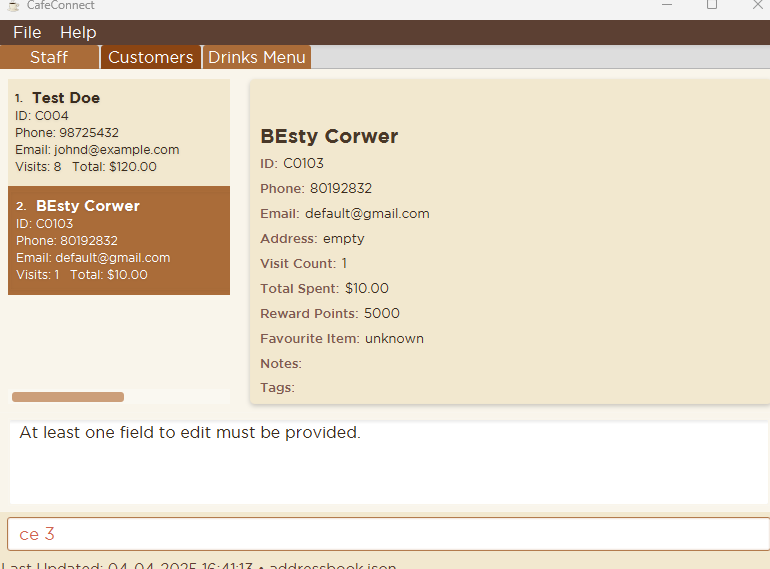 CafeConnect
File Help
Staff Customers Drinks Menu
1. Test Doe
ID: C004
Phone: 98725432
Email: johnd@example.com
Visits: 8 Total: $120.00
2. BEsty Corwer
ID: C0103
Phone: 80192832
Email: default@gmail.com
Visits: 1 Total: $10.00
BEsty Corwer
ID: C0103
Phone: 80192832
Email: default@gmail.com
Address: empty
Visit Count: 1
Total Spent: $10.00
Reward Points: 5000
Favourite Item: unknown
Notes:
Tags:
At least one field to edit must be provided.
ce 3
Last Updated: 04-04-2025 16:41:13 • addressbook.json